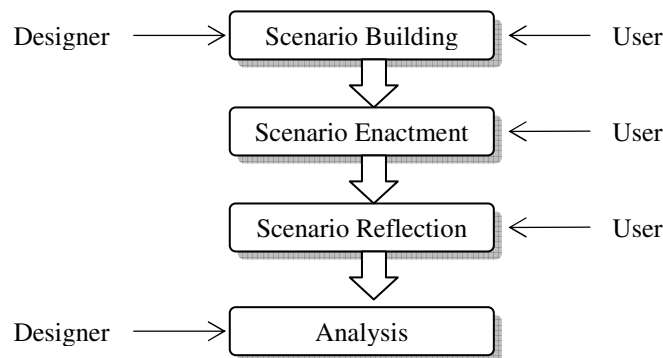 Designer Scenario Building User
Scenario Enactment User
Scenario Reflection User
Designer Analysis